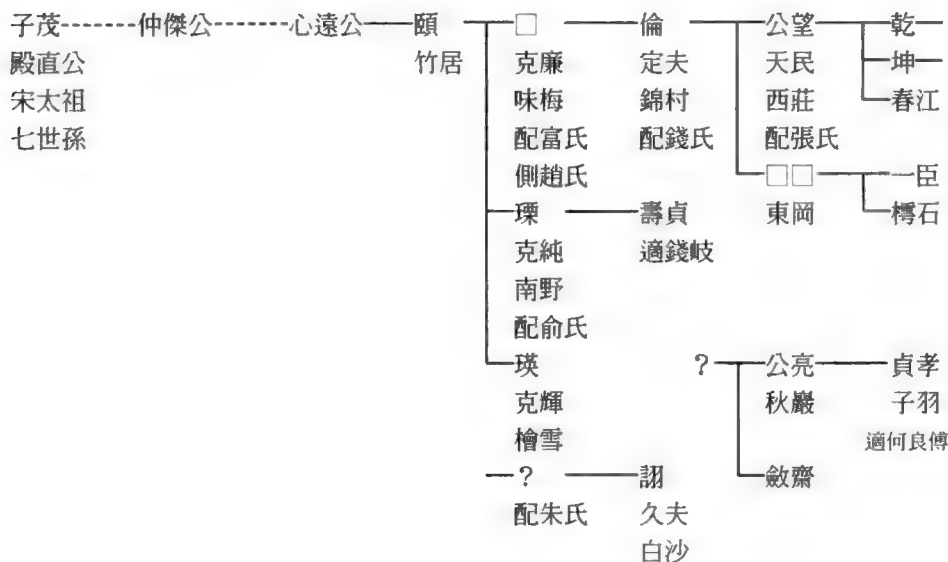 子茂 仲傑公 心遠公 頤 □ 倫 公望 乾
殿直公 竹居 克廉 定夫 天民 坤
宋太祖 味梅 錦村 西莊 春江
七世孫 配富氏 配錢氏 配張氏
側趙氏 □□ 一臣
瑮 壽貞 東岡 樗石
克純 適錢岐
南野
配俞氏
瑛 ? 公亮 貞孝
克輝 秋巖 子羽
檜雪 適何良傅
? 詡 斂齋
配朱氏 久夫
白沙